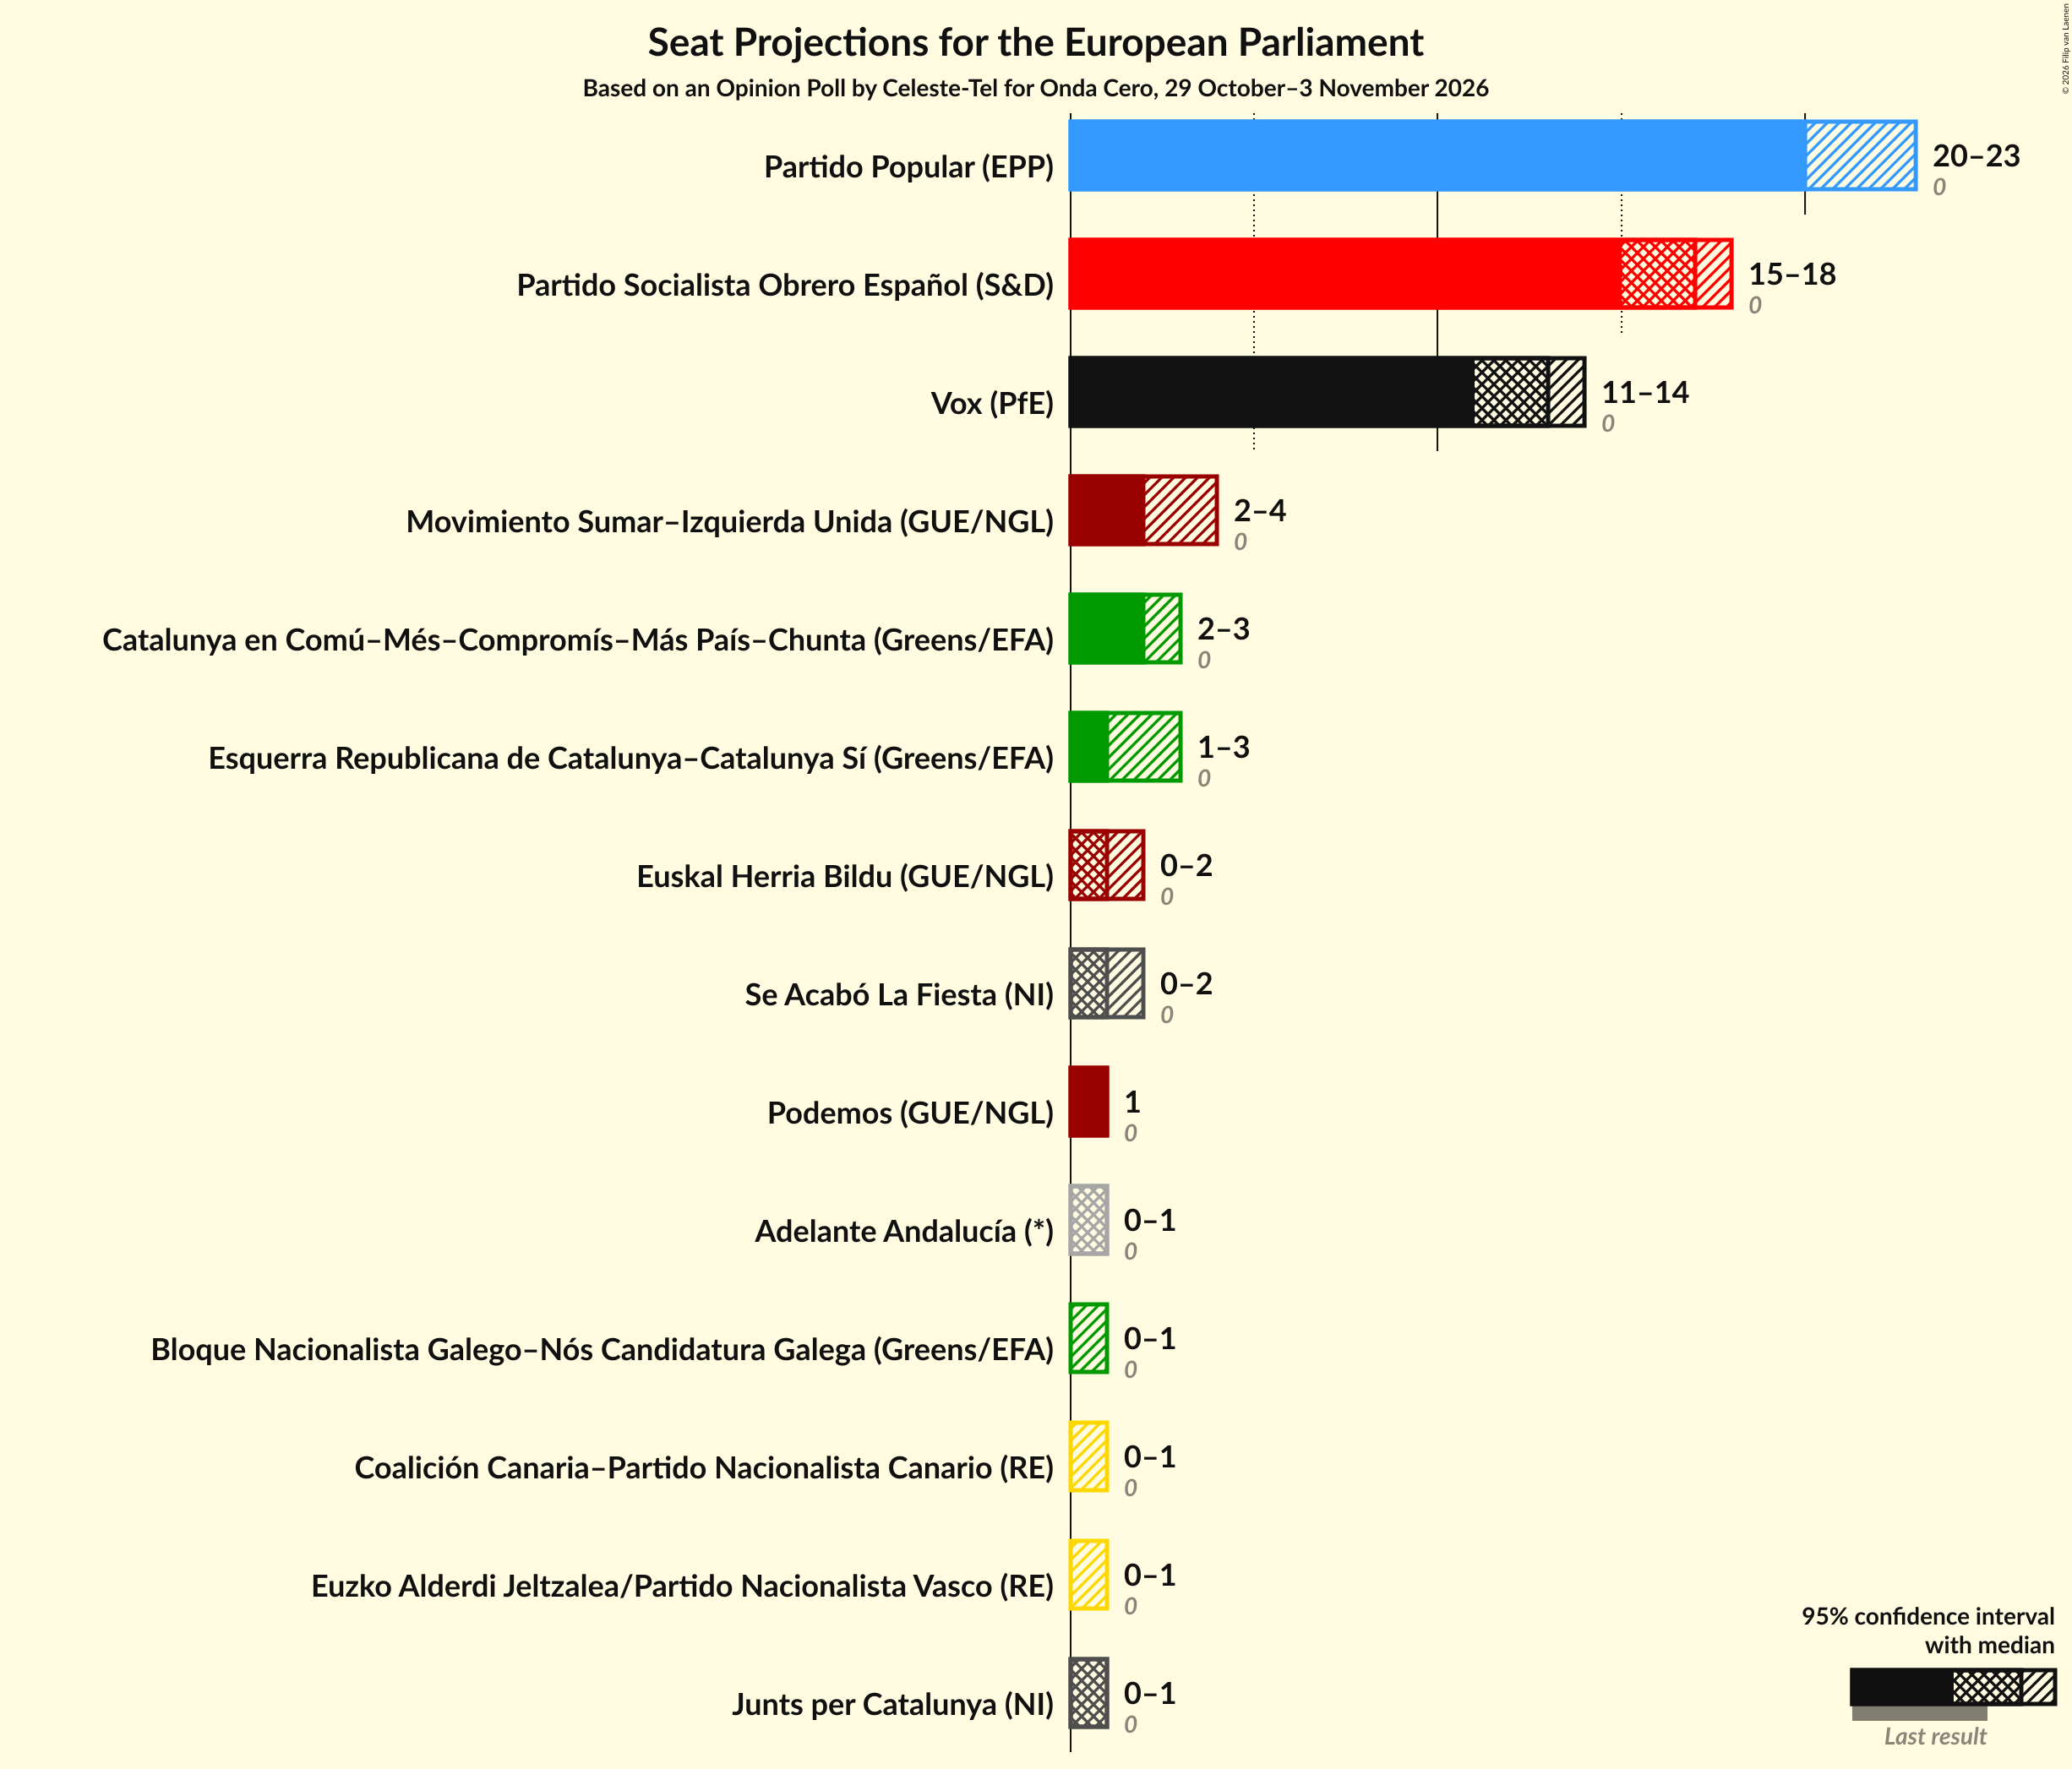 Seat Projections for the European Parliament
Based on an Opinion Poll by Celeste-Tel for Onda Cero, 29 October–3 November 2026
© 2026 Filip van Laenen
Partido Popular (EPP)
20–23
0
Partido Socialista Obrero Español (S&D)
15–18
0
Vox (PfE)
11–14
0
Movimiento Sumar–Izquierda Unida (GUE/NGL)
2–4
0
Catalunya en Comú–Més–Compromís–Más País–Chunta (Greens/EFA)
2–3
0
Esquerra Republicana de Catalunya–Catalunya Sí (Greens/EFA)
1–3
0
Euskal Herria Bildu (GUE/NGL)
0–2
0
Se Acabó La Fiesta (NI)
0–2
0
Podemos (GUE/NGL)
1
0
Adelante Andalucía (*)
0–1
0
Bloque Nacionalista Galego–Nós Candidatura Galega (Greens/EFA)
0–1
0
Coalición Canaria–Partido Nacionalista Canario (RE)
0–1
0
Euzko Alderdi Jeltzalea/Partido Nacionalista Vasco (RE)
0–1
0
Junts per Catalunya (NI)
0–1
0
95% confidence interval
with median
Last result